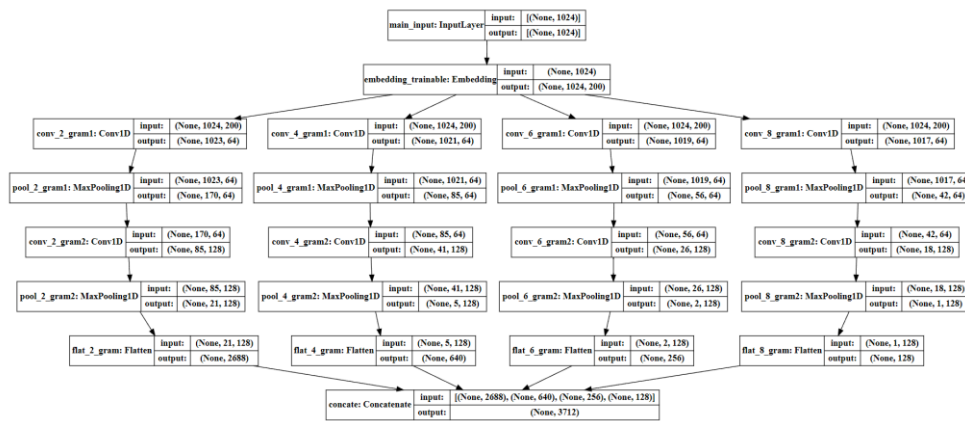 main_input: InputLayer
input: [(None, 1024)]
output: [(None, 1024)]
embedding_trainable: Embedding
input: (None, 1024)
output: (None, 1024, 200)
conv_2_gram1: Conv1D
input: (None, 1024, 200)
output: (None, 1023, 64)
conv_4_gram1: Conv1D
input: (None, 1024, 200)
output: (None, 1021, 64)
conv_6_gram1: Conv1D
input: (None, 1024, 200)
output: (None, 1019, 64)
conv_8_gram1: Conv1D
input: (None, 1024, 200)
output: (None, 1017, 64)
pool_2_gram1: MaxPooling1D
input: (None, 1023, 64)
output: (None, 170, 64)
pool_4_gram1: MaxPooling1D
input: (None, 1021, 64)
output: (None, 85, 64)
pool_6_gram1: MaxPooling1D
input: (None, 1019, 64)
output: (None, 56, 64)
pool_8_gram1: MaxPooling1D
input: (None, 1017, 64
output: (None, 42, 64)
conv_2_gram2: Conv1D
input: (None, 170, 64)
output: (None, 85, 128)
conv_4_gram2: Conv1D
input: (None, 85, 64)
output: (None, 41, 128)
conv_6_gram2: Conv1D
input: (None, 56, 64)
output: (None, 26, 128)
conv_8_gram2: Conv1D
input: (None, 42, 64)
output: (None, 18, 128)
pool_2_gram2: MaxPooling1D
input: (None, 85, 128)
output: (None, 21, 128)
pool_4_gram2: MaxPooling1D
input: (None, 41, 128)
output: (None, 5, 128)
pool_6_gram2: MaxPooling1D
input: (None, 26, 128)
output: (None, 2, 128)
pool_8_gram2: MaxPooling1D
input: (None, 18, 128)
output: (None, 1, 128)
flat_2_gram: Flatten
input: (None, 21, 128)
output: (None, 2688)
flat_4_gram: Flatten
input: (None, 5, 128)
output: (None, 640)
flat_6_gram: Flatten
input: (None, 2, 128)
output: (None, 256)
flat_8_gram: Flatten
input: (None, 1, 128)
output: (None, 128)
concate: Concatenate
input: [(None, 2688), (None, 640), (None, 256), (None, 128)]
output: (None, 3712)